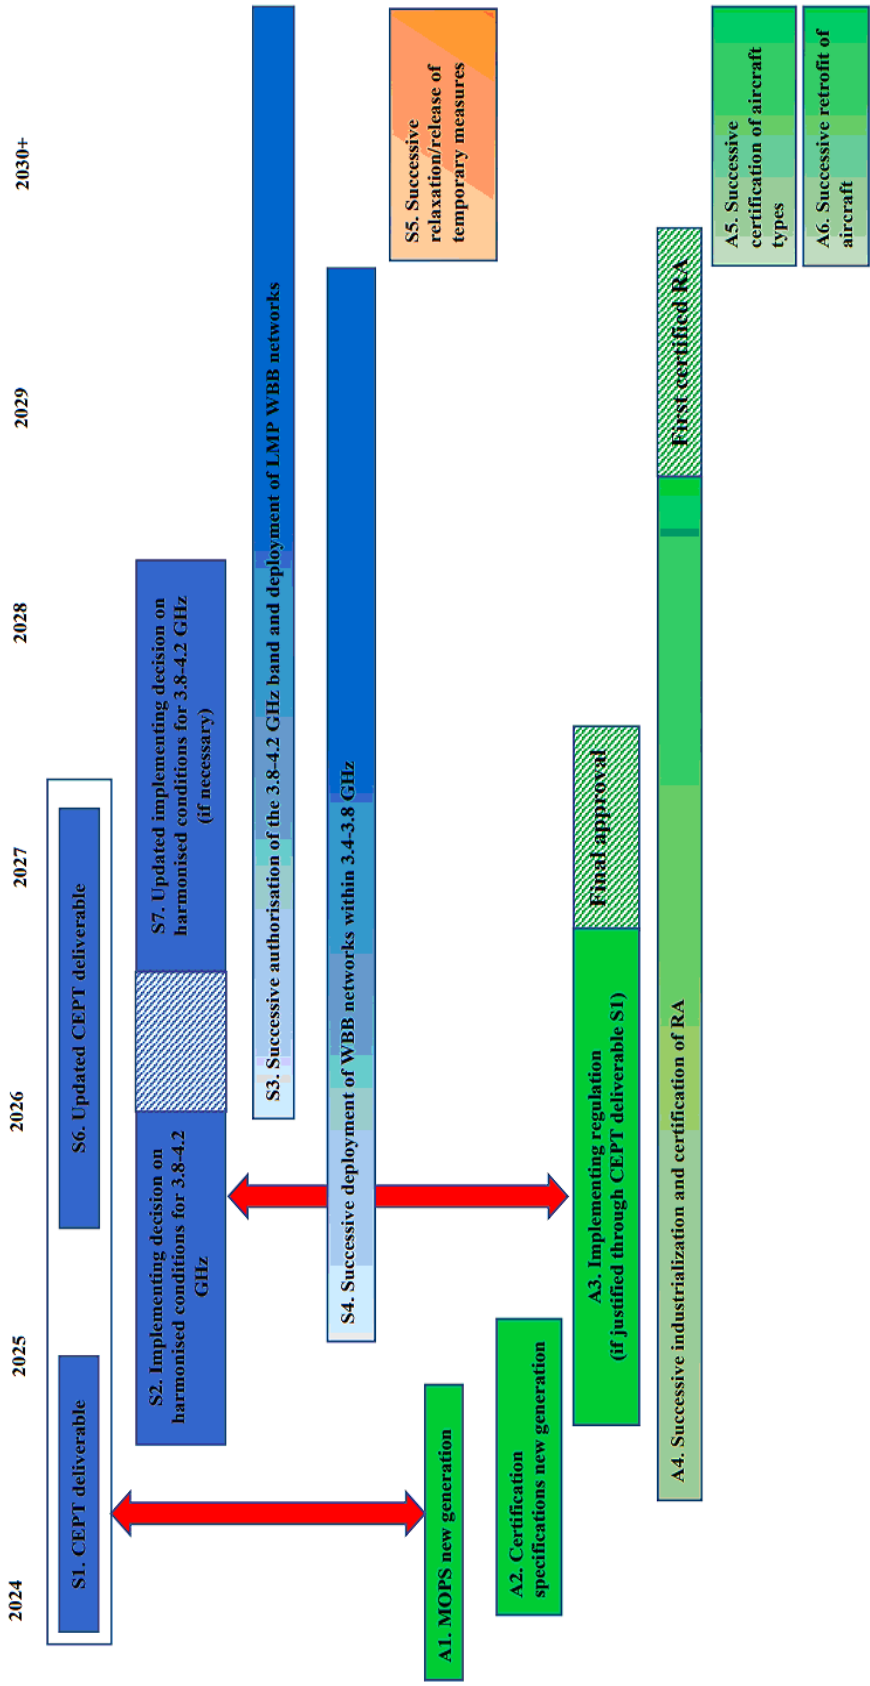 2024
2025
2026
2027
2028
2029
2030+
S1. CEPT deliverable
S6. Updated CEPT deliverable
S2. Implementing decision on
harmonised conditions for 3.8-4.2
GHz
S7. Updated implementing decision on
harmonised conditions for 3.8-4.2 GHz
(if necessary)
S3. Successive authorisation of the 3.8-4.2 GHz band and deployment of LMP WBB networks
S4. Successive deployment of WBB networks within 3.4-3.8 GHz
S5. Successive
relaxation/release of
temporary measures
A1. MOPS new generation
A2. Certification
specifications new generation
A3. Implementing regulation
(if justified through CEPT deliverable S1)
Final approval
A4. Successive industrialization and certification of RA
First certified RA
A5. Successive
certification of aircraft
types
A6. Successive retrofit of
aircraft